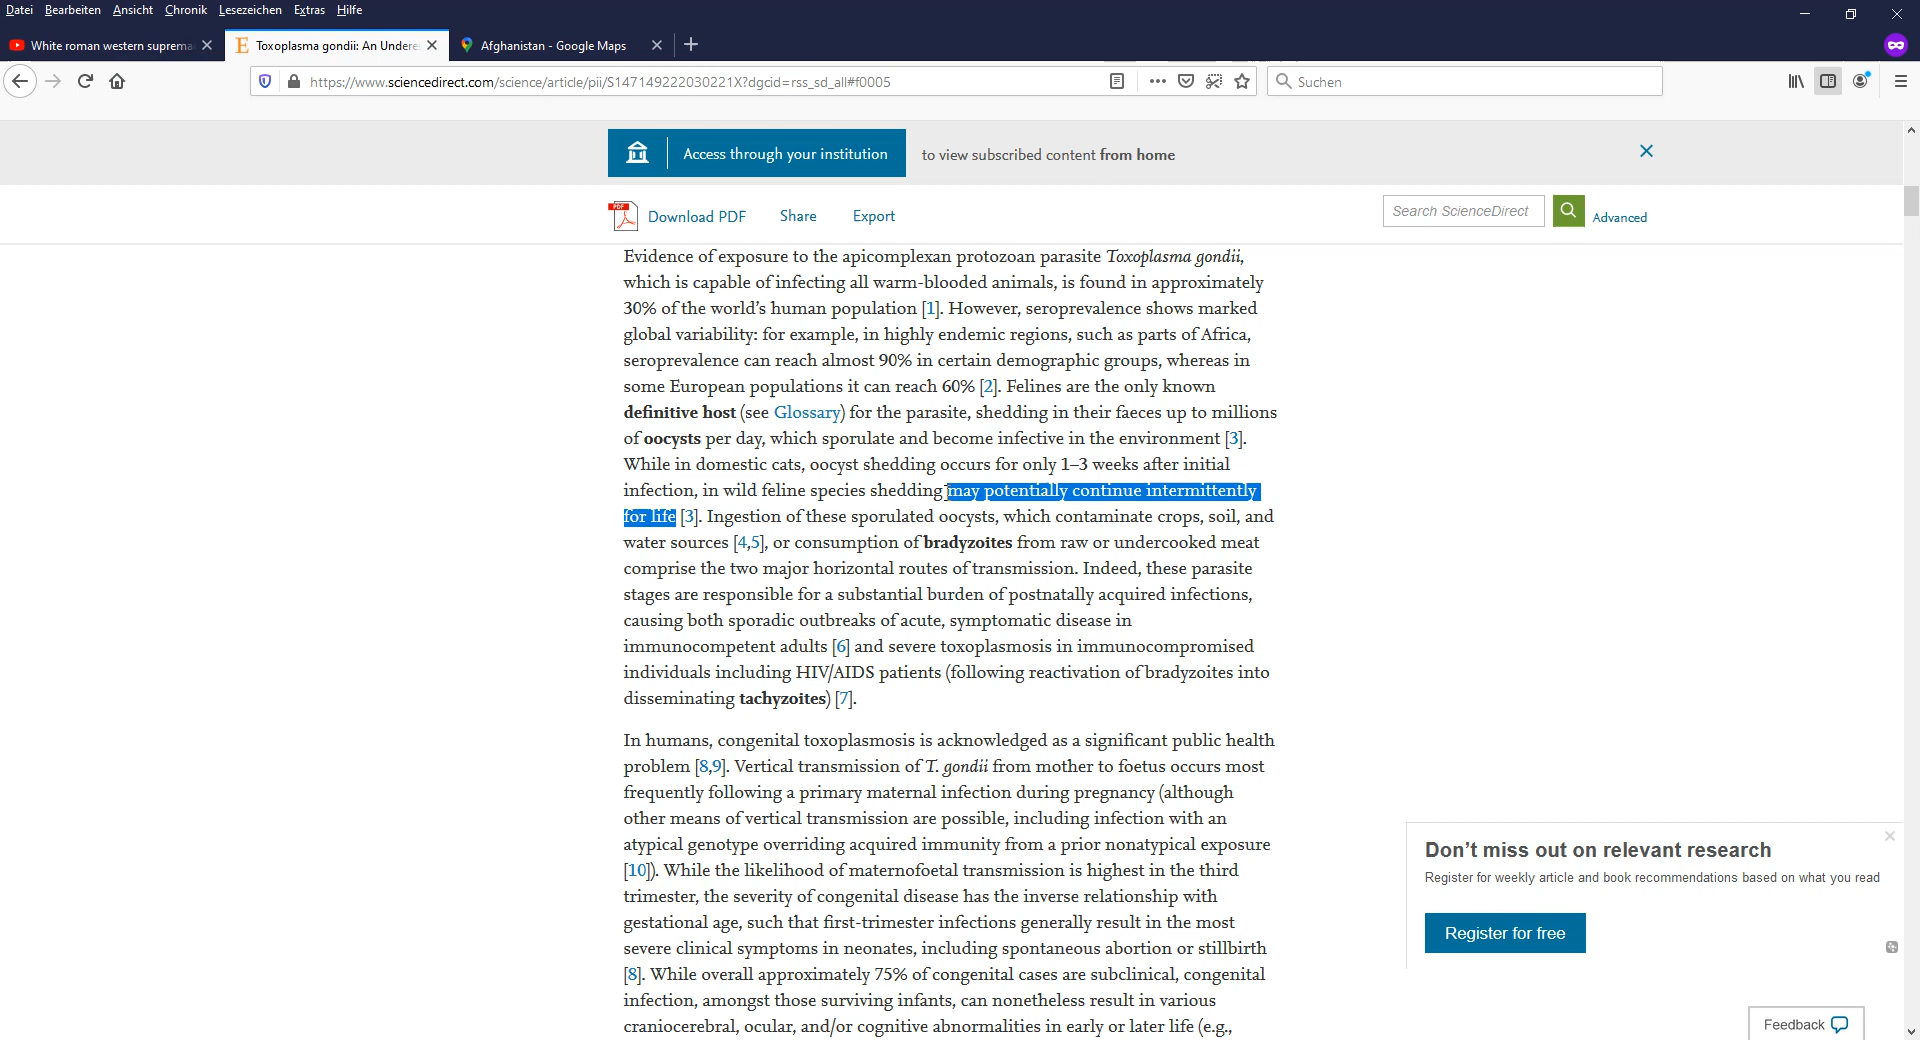 Datei Bearbeiten Ansicht Chronik Lesezeichen Extras Hilfe
White roman western suprema
Toxoplasma gondii: An Undere
Afghanistan - Google Maps
https://www.sciencedirect.com/science/article/pii/S147149222030221X?dgcid=rss_sd_all#f0005
Suchen
Access through your institution
to view subscribed content from home
PDF
Download PDF
Share
Export
Search ScienceDirect
Advanced
Evidence of exposure to the apicomplexan protozoan parasite Toxoplasma gondii,
which is capable of infecting all warm-blooded animals, is found in approximately
30% of the world's human population [1]. However, seroprevalence shows marked
global variability: for example, in highly endemic regions, such as parts of Africa,
seroprevalence can reach almost 90% in certain demographic groups, whereas in
some European populations it can reach 60% [2]. Felines are the only known
definitive host (see Glossary) for the parasite, shedding in their faeces up to millions
of oocysts per day, which sporulate and become infective in the environment [3].
While in domestic cats, oocyst shedding occurs for only 1–3 weeks after initial
infection, in wild feline species shedding may potentially continue intermittently
for life [3]. Ingestion of these sporulated oocysts, which contaminate crops, soil, and
water sources [4,5], or consumption of bradyzoites from raw or undercooked meat
comprise the two major horizontal routes of transmission. Indeed, these parasite
stages are responsible for a substantial burden of postnatally acquired infections,
causing both sporadic outbreaks of acute, symptomatic disease in
immunocompetent adults [6] and severe toxoplasmosis in immunocompromised
individuals including HIV/AIDS patients (following reactivation of bradyzoites into
disseminating tachyzoites) [7].
In humans, congenital toxoplasmosis is acknowledged as a significant public health
problem [8,9]. Vertical transmission of T. gondii from mother to foetus occurs most
frequently following a primary maternal infection during pregnancy (although
other means of vertical transmission are possible, including infection with an
atypical genotype overriding acquired immunity from a prior nonatypical exposure
[10]). While the likelihood of maternofoetal transmission is highest in the third
trimester, the severity of congenital disease has the inverse relationship with
gestational age, such that first-trimester infections generally result in the most
severe clinical symptoms in neonates, including spontaneous abortion or stillbirth
[8]. While overall approximately 75% of congenital cases are subclinical, congenital
infection, amongst those surviving infants, can nonetheless result in various
craniocerebral, ocular, and/or cognitive abnormalities in early or later life (e.g.,
Don't miss out on relevant research
Register for weekly article and book recommendations based on what you read
Register for free
Feedback